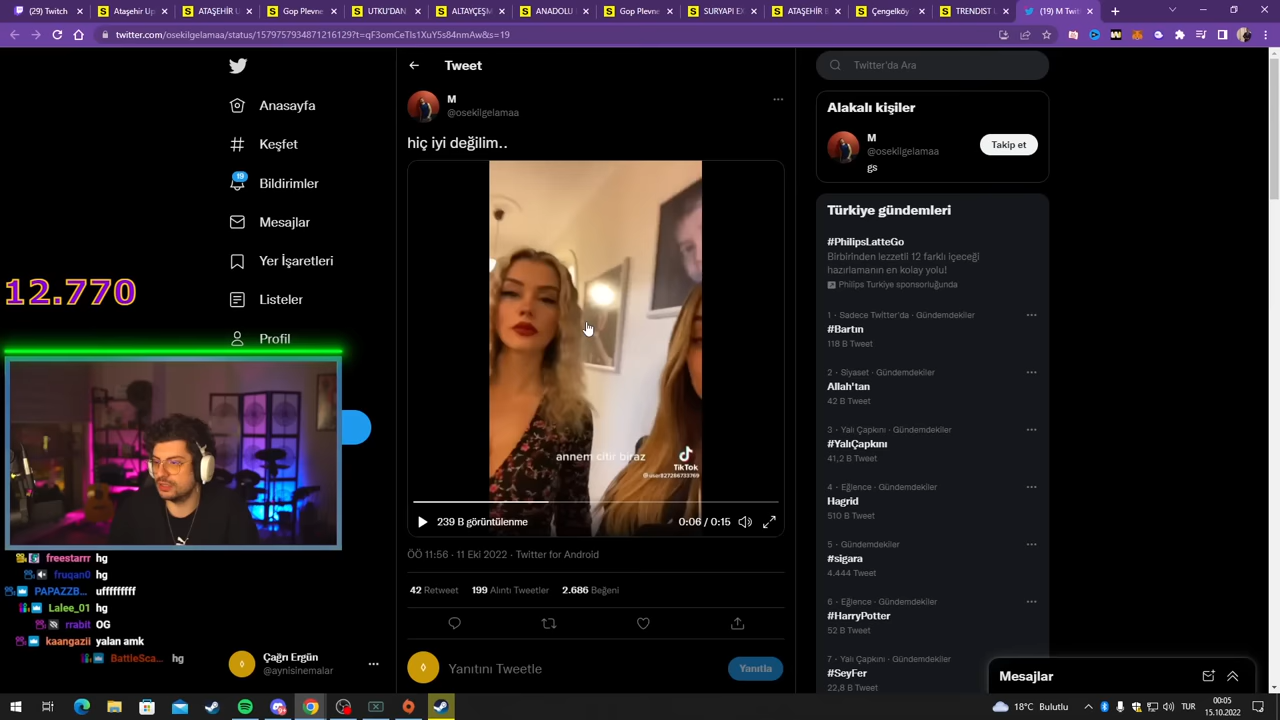 Takip Etti
ATAŞEHİR U
Gop Plevne
UTKU'DAN
ALTAYÇEŞM
ANADOLU
Gop Plevne
SURYAPI EX
ATAŞEHİR E
Çengelköy
TRENDIST
(19) M Twitt
twitter.com/osekilgelamaa/status/1579757934871216129?t=qF3omCeTIs1XuY5s84nmAw&s=19
Anasayfa
Keşfet
19
Bildirimler
Mesajlar
Yer İşaretleri
Listeler
Profil
12.770
freestarrr hg
fruqan0 hg
PAPAZZB... ufffffffff
Lalee_01 hg
rrabit OG
kaangazii yalan amk
BattleSca... hg
Çağrı Ergün
@aynisinemalar
Tweet
M
@osekilgelamaa
hiç iyi değilim..
annem citir biraz
TikTok
239 B görüntülenme
0:06 / 0:15
ÖÖ 11:56 · 11 Eki 2022 · Twitter for Android
42 Retweet 199 Alıntı Tweetler 2.686 Beğeni
Yanıtını Tweetle
Yanıtla
Twitter'da Ara
Alakalı kişiler
M
@osekilgelamaa
gs
Takip et
Türkiye gündemleri
#PhilipsLatteGo
Birbirinden lezzetli 12 farklı içeceği
hazırlamanın en kolay yolu!
Philips Turkiye sponsorluğunda
1 · Sadece Twitter'da · Gündemdekiler
#Bartın
118 B Tweet
2 · Siyaset · Gündemdekiler
Allah'tan
42 B Tweet
3 · Yalı Çapkını · Gündemdekiler
#YalıÇapkını
41,2 B Tweet
4 · Eğlence · Gündemdekiler
Hagrid
510 B Tweet
5 · Gündemdekiler
#sigara
4.444 Tweet
6 · Eğlence · Gündemdekiler
#HarryPotter
52 B Tweet
7 · Yalı Çapkını · Gündemdekiler
#SeyFer
22,8 B Tweet
Mesajlar
18°C Bulutlu
TUR
00:05
15.10.2022